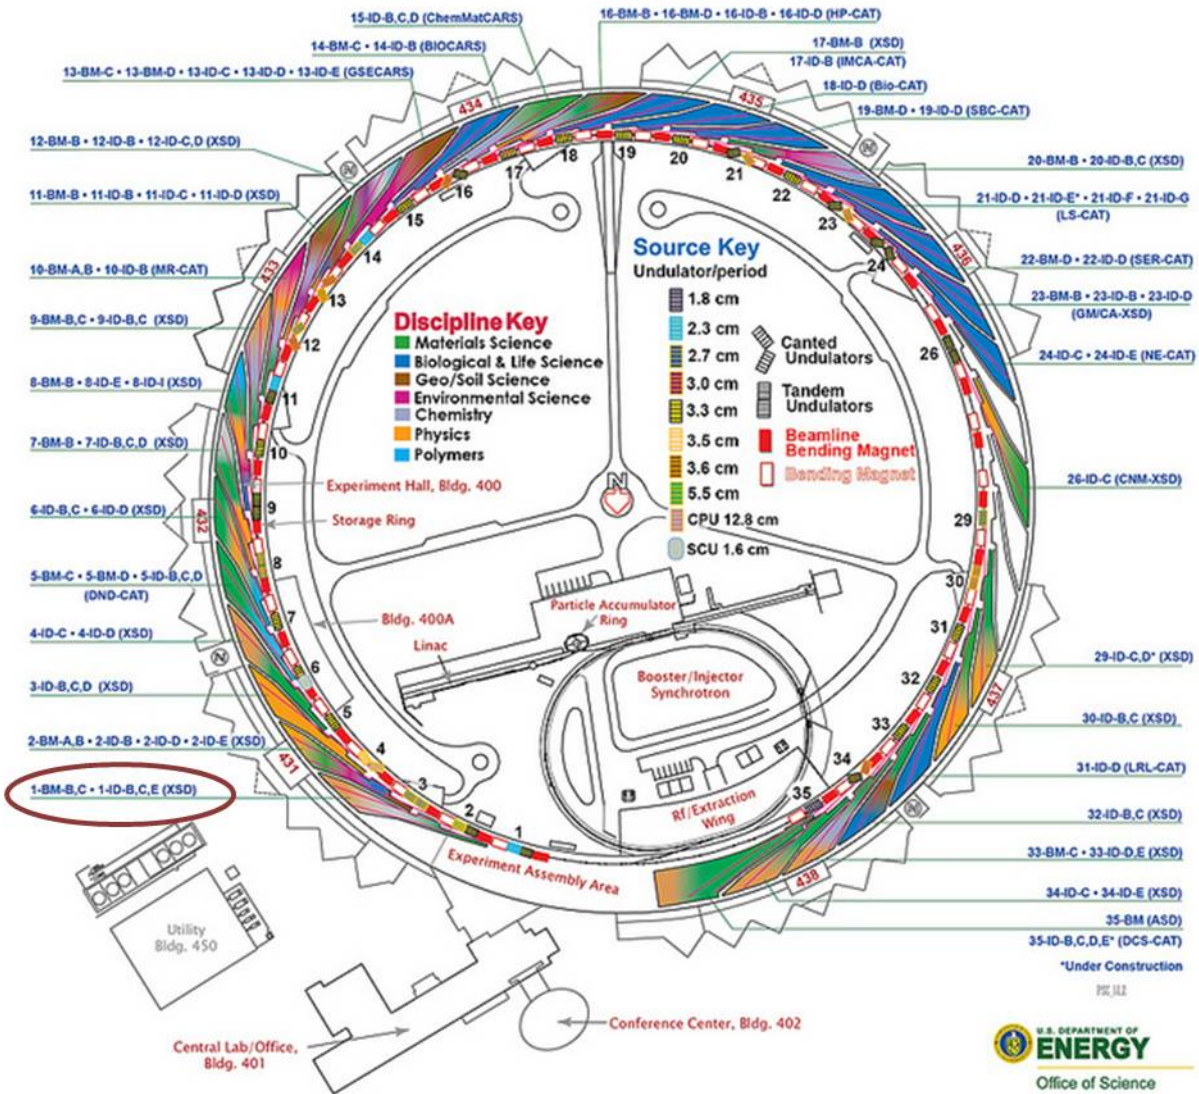 15-ID-B,C,D (ChemMatCARS)
16-BM-B • 16-BM-D • 16-ID-B • 16-ID-D (HP-CAT)
14-BM-C • 14-ID-B (BIOCARS)
17-BM-B (XSD)
17-ID-B (IMCA-CAT)
13-BM-C • 13-BM-D • 13-ID-C • 13-ID-D • 13-ID-E (GSECARS)
18-ID-D (Bio-CAT)
19-BM-D • 19-ID-D (SBC-CAT)
434
435
12-BM-B • 12-ID-B • 12-ID-C,D (XSD)
20-BM-B • 20-ID-B,C (XSD)
11-BM-B • 11-ID-B • 11-ID-C • 11-ID-D (XSD)
21-ID-D • 21-ID-E* • 21-ID-F • 21-ID-G
(LS-CAT)
10-BM-A,B • 10-ID-B (MR-CAT)
433
436
22-BM-D • 22-ID-D (SER-CAT)
23-BM-B • 23-ID-B • 23-ID-D
(GM/CA-XSD)
9-BM-B,C • 9-ID-B,C (XSD)
24-ID-C • 24-ID-E (NE-CAT)
8-BM-B • 8-ID-E • 8-ID-I (XSD)
7-BM-B • 7-ID-B,C,D (XSD)
26-ID-C (CNM-XSD)
6-ID-B,C • 6-ID-D (XSD)
432
5-BM-C • 5-BM-D • 5-ID-B,C,D
(DND-CAT)
4-ID-C • 4-ID-D (XSD)
29-ID-C,D* (XSD)
3-ID-B,C,D (XSD)
437
30-ID-B,C (XSD)
2-BM-A,B • 2-ID-B • 2-ID-D • 2-ID-E (XSD)
431
31-ID-D (LRL-CAT)
1-BM-B,C • 1-ID-B,C,E (XSD)
32-ID-B,C (XSD)
33-BM-C • 33-ID-D,E (XSD)
438
34-ID-C • 34-ID-E (XSD)
35-BM (ASD)
35-ID-B,C,D,E* (DCS-CAT)
*Under Construction
1
2
3
4
5
6
7
8
9
10
11
12
13
14
15
16
17
18
19
20
21
22
23
24
26
29
30
31
32
33
34
35
Discipline Key
Materials Science
Biological & Life Science
Geo/Soil Science
Environmental Science
Chemistry
Physics
Polymers
Source Key
Undulator/period
1.8 cm
2.3 cm
2.7 cm
3.0 cm
3.3 cm
3.5 cm
3.6 cm
5.5 cm
CPU 12.8 cm
SCU 1.6 cm
Canted
Undulators
Tandem
Undulators
Beamline
Bending Magnet
Bending Magnet
N
Experiment Hall, Bldg. 400
Storage Ring
Bldg. 400A
Linac
Particle Accumulator
Ring
Booster/Injector
Synchrotron
Rf/Extraction
Wing
Experiment Assembly Area
Utility
Bldg. 450
Central Lab/Office,
Bldg. 401
Conference Center, Bldg. 402
U.S. DEPARTMENT OF
ENERGY
Office of Science